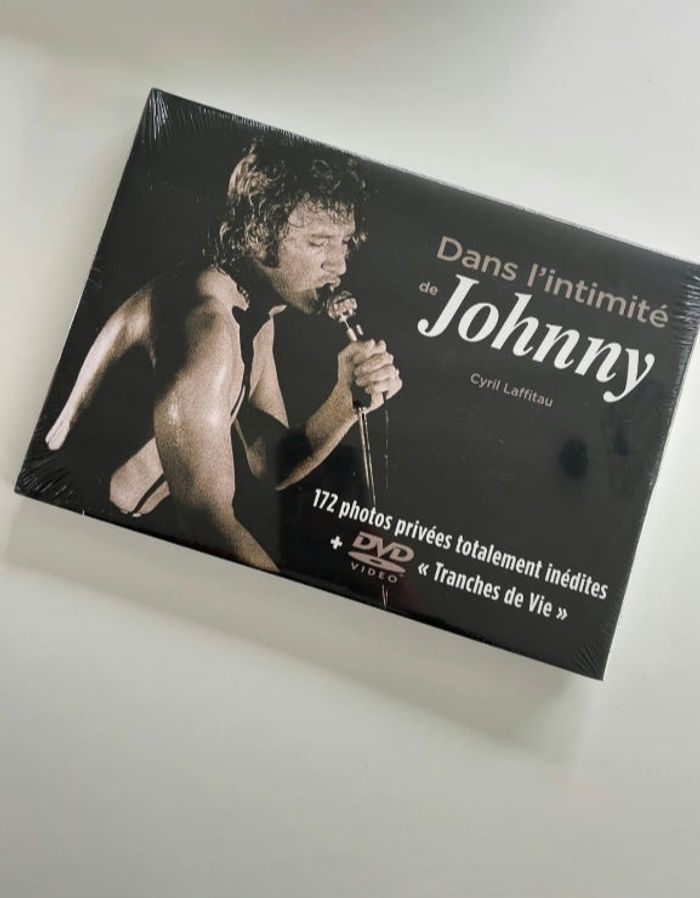 Dans l'intimité
de
Johnny
Cyril Laffitau
172 photos privées totalement inédites
+ DVD VIDEO « Tranches de Vie »